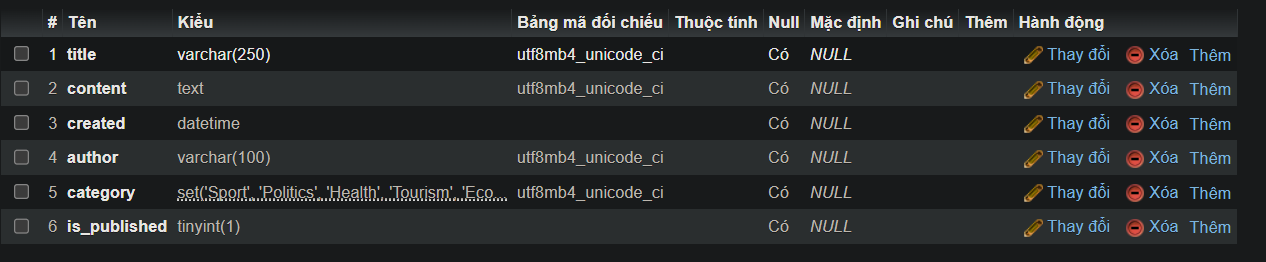 # Tên Kiểu Bảng mã đối chiếu Thuộc tính Null Mặc định Ghi chú Thêm Hành động
1 title varchar(250) utf8mb4_unicode_ci Có NULL Thay đổi Xóa Thêm
2 content text utf8mb4_unicode_ci Có NULL Thay đổi Xóa Thêm
3 created datetime Có NULL Thay đổi Xóa Thêm
4 author varchar(100) utf8mb4_unicode_ci Có NULL Thay đổi Xóa Thêm
5 category set('Sport', 'Politics', 'Health', 'Tourism', 'Eco... utf8mb4_unicode_ci Có NULL Thay đổi Xóa Thêm
6 is_published tinyint(1) Có NULL Thay đổi Xóa Thêm